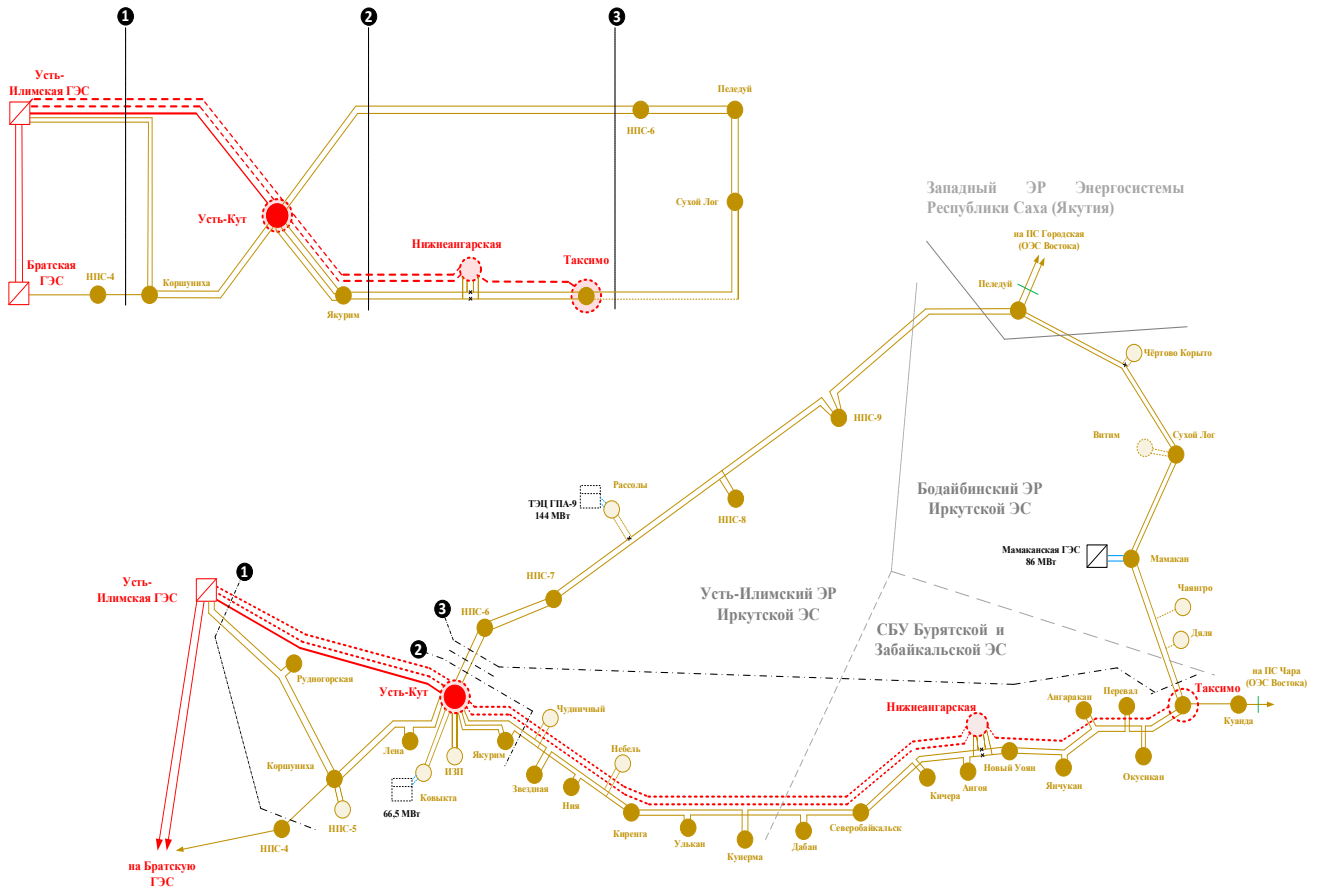 1
2
3
Усть-
Илимская ГЭС
Пеледуй
НПС-6
Сухой Лог
Усть-Кут
Нижнеангарская
Таксимо
Братская
ГЭС
НПС-4
Коршуниха
Якурим
Западный ЭР Энергосистемы
Республики Саха (Якутия)
на ПС Городская
(ОЭС Востока)
Пеледуй
Чёртово Корыто
НПС-9
Витим
Сухой Лог
Рассолы
ТЭЦ ГПА-9
144 МВт
НПС-8
Бодайбинский ЭР
Иркутской ЭС
Мамаканская ГЭС
86 МВт
Мамакан
1
Усть-
Илимская ГЭС
НПС-7
Чаянгро
НПС-6
3
Усть-Илимский ЭР
Иркутской ЭС
СБУ Бурятской и
Забайкальской ЭС
Дяля
2
Рудногорская
Усть-Кут
на ПС Чара
(ОЭС Востока)
Таксимо
Куанда
Ангаракан
Перевал
Нижнеангарская
Чудничный
Лена
ИЗП
Якурим
Небель
Новый Уоян
Янчукан
Окусикан
Коршуниха
Ковыкта
66,5 МВт
Звездная
Ния
Кичера
Ангоя
НПС-5
Киренга
Улькан
Куперма
Дабан
Северобайкальск
НПС-4
на Братскую
ГЭС